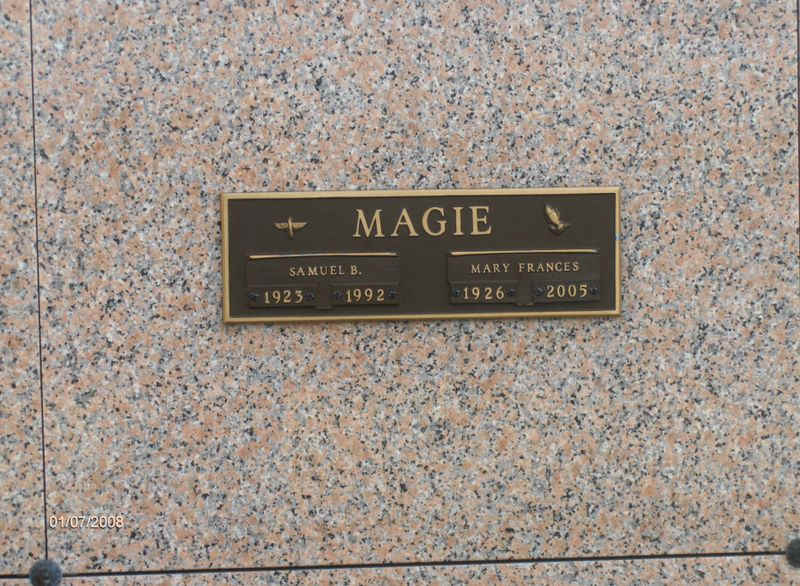 MAGIE
SAMUEL B.
1923 1992
MARY FRANCES
1926 2005
01/07/2008